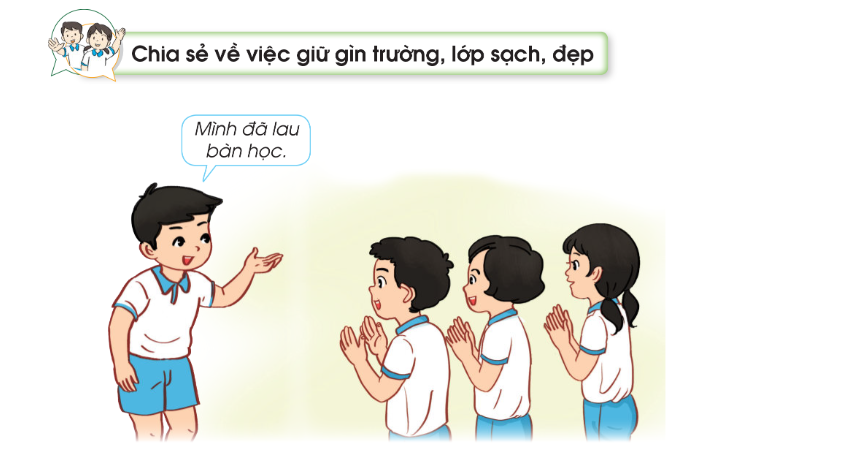 Chia sẻ về việc giữ gìn trường, lớp sạch, đẹp
Mình đã lau
bàn học.